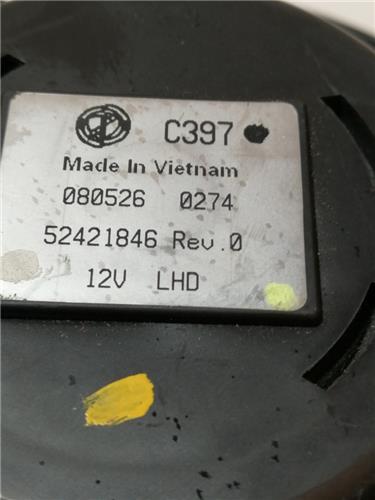 C397
Made In Vietnam
080526 0274
52421846 Rev.0
12V LHD